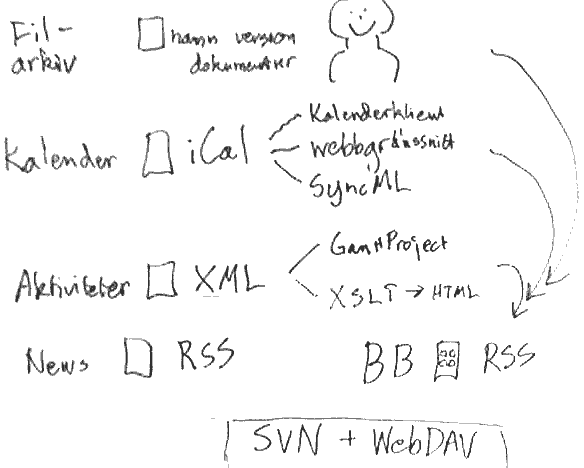 Fil-
arkiv
namn version
dokumenter
Kalender
iCal
Kalenderklient
webbgränssnitt
SyncML
Aktiviteter
XML
GanttProject
XSLT → HTML
News
RSS
BB
RSS
SVN + WebDAV